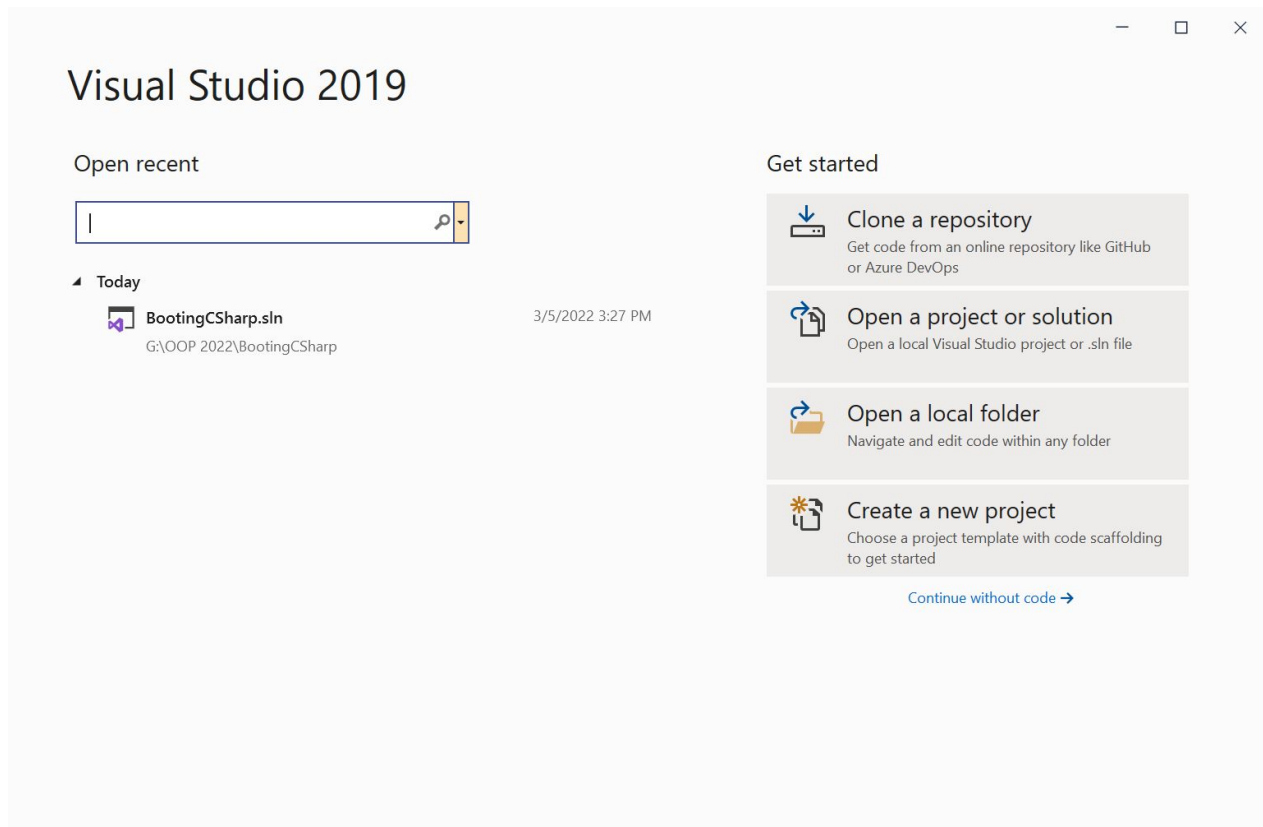 Visual Studio 2019
Open recent
Today
BootingCSharp.sln
3/5/2022 3:27 PM
G:\OOP 2022\BootingCSharp
Get started
Clone a repository
Get code from an online repository like GitHub
or Azure DevOps
Open a project or solution
Open a local Visual Studio project or .sln file
Open a local folder
Navigate and edit code within any folder
Create a new project
Choose a project template with code scaffolding
to get started
Continue without code →